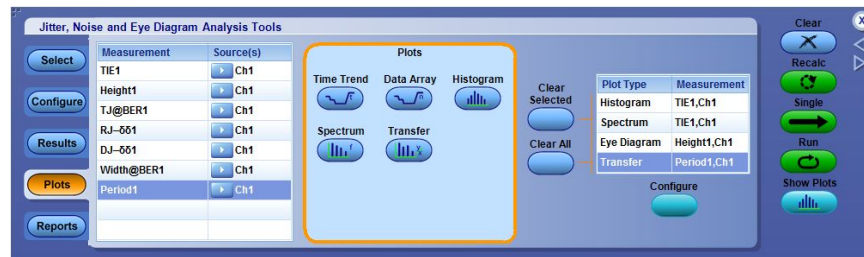 Jitter, Noise and Eye Diagram Analysis Tools
Select
Configure
Results
Plots
Reports
Measurement Source(s)
TIE1 Ch1
Height1 Ch1
TJ@BER1 Ch1
RJ–δδ1 Ch1
DJ–δδ1 Ch1
Width@BER1 Ch1
Period1 Ch1
Plots
Time Trend Data Array Histogram
Spectrum Transfer
Clear
Selected
Clear All
Plot Type Measurement
Histogram TIE1,Ch1
Spectrum TIE1,Ch1
Eye Diagram Height1,Ch1
Transfer Period1,Ch1
Configure
Clear
X
Recalc
Single
Run
Show Plots